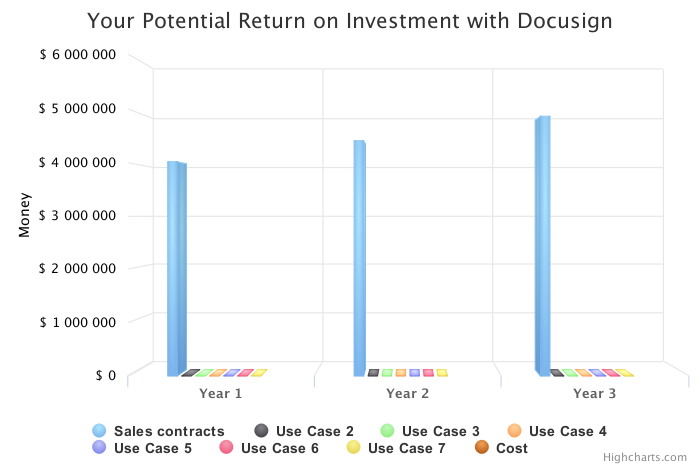 Your Potential Return on Investment with Docusign
$ 6 000 000
$ 5 000 000
$ 4 000 000
Money
$ 3 000 000
$ 2 000 000
$ 1 000 000
$ 0
Year 1 Year 2 Year 3
Sales contracts Use Case 2 Use Case 3 Use Case 4
Use Case 5 Use Case 6 Use Case 7 Cost
Highcharts.com